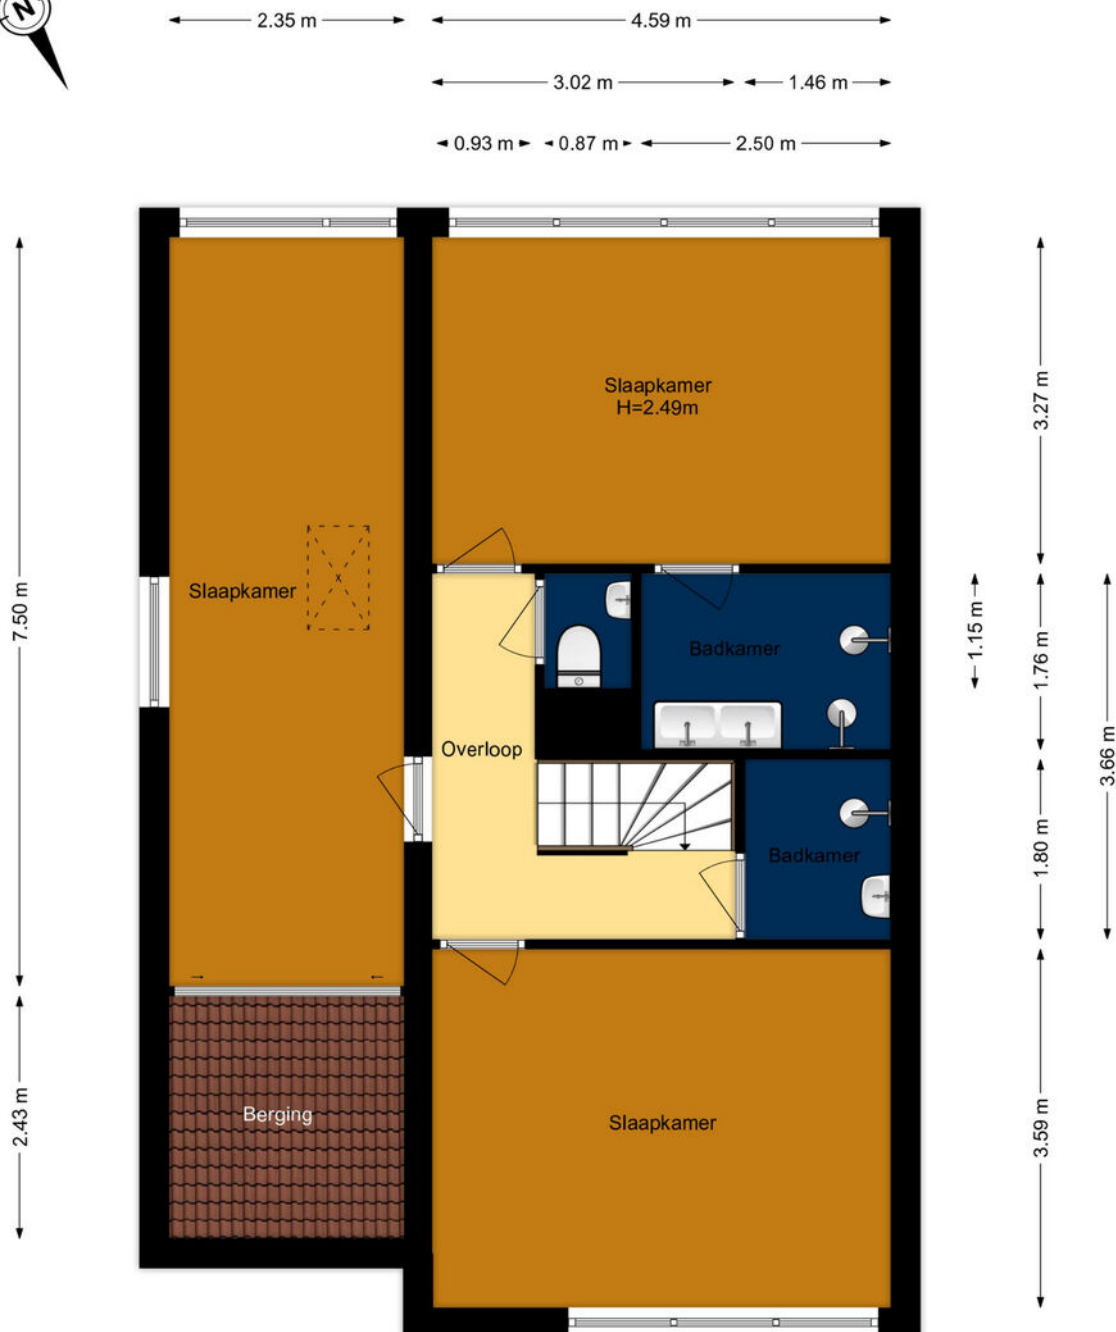 N
2.35 m
4.59 m
3.02 m
1.46 m
0.93 m
0.87 m
2.50 m
Slaapkamer
H=2.49m
3.27 m
7.50 m
Slaapkamer
Badkamer
1.15 m
1.76 m
Overloop
3.66 m
Badkamer
1.80 m
2.43 m
Berging
Slaapkamer
3.59 m